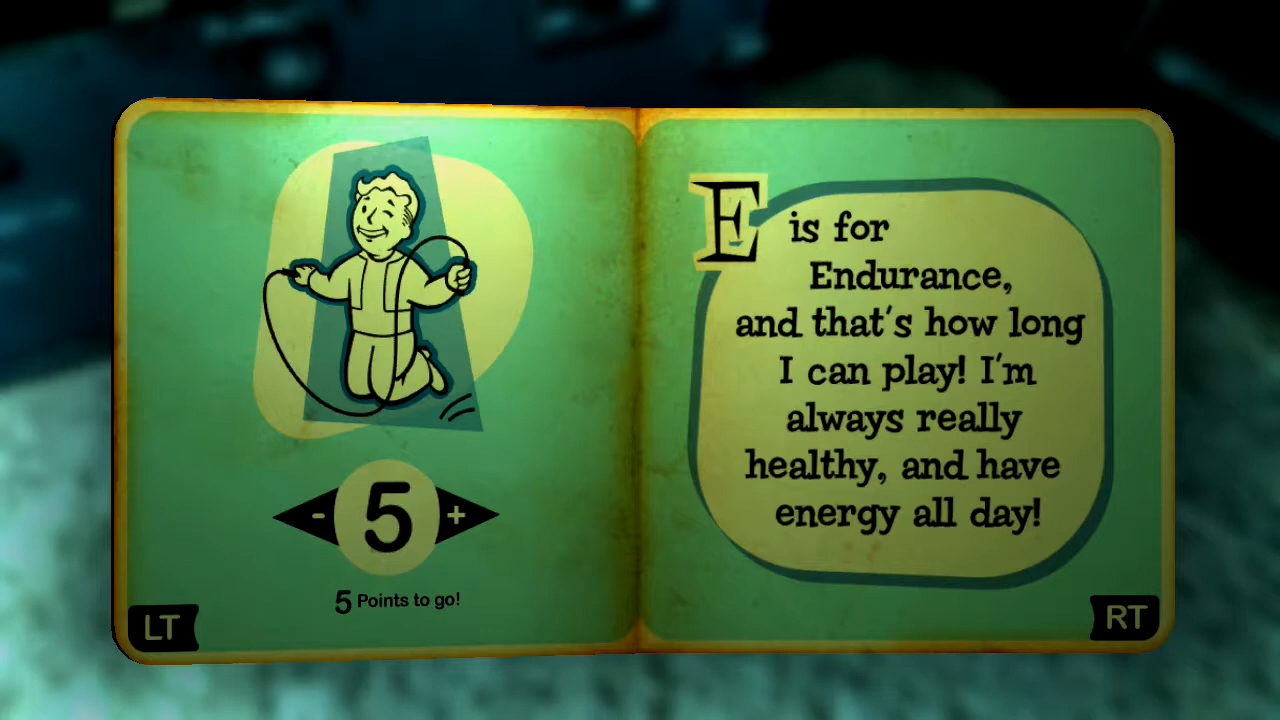 -
5
+
5 Points to go!
LT
E is for
Endurance,
and that's how long
I can play! I'm
always really
healthy, and have
energy all day!
RT